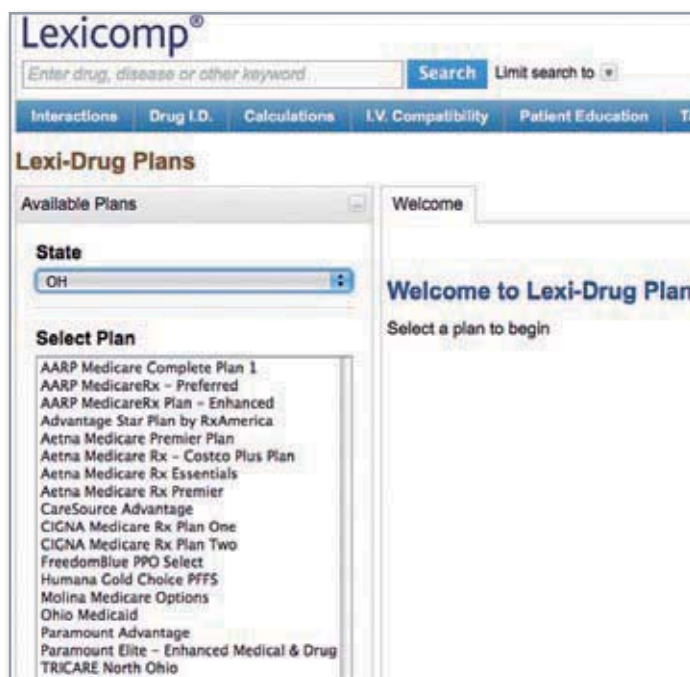 Lexicomp®
Enter drug, disease or other keyword Search Limit search to
Interactions Drug I.D. Calculations I.V. Compatibility Patient Education
Lexi-Drug Plans
Available Plans
Welcome
State
OH
Welcome to Lexi-Drug Plan
Select a plan to begin
Select Plan
AARP Medicare Complete Plan 1
AARP MedicareRx – Preferred
AARP MedicareRx Plan – Enhanced
Advantage Star Plan by RxAmerica
Aetna Medicare Premier Plan
Aetna Medicare Rx – Costco Plus Plan
Aetna Medicare Rx Essentials
Aetna Medicare Rx Premier
CareSource Advantage
CIGNA Medicare Rx Plan One
CIGNA Medicare Rx Plan Two
FreedomBlue PPO Select
Humana Gold Choice PFFS
Molina Medicare Options
Ohio Medicaid
Paramount Advantage
Paramount Elite – Enhanced Medical & Drug
TRICARE North Ohio